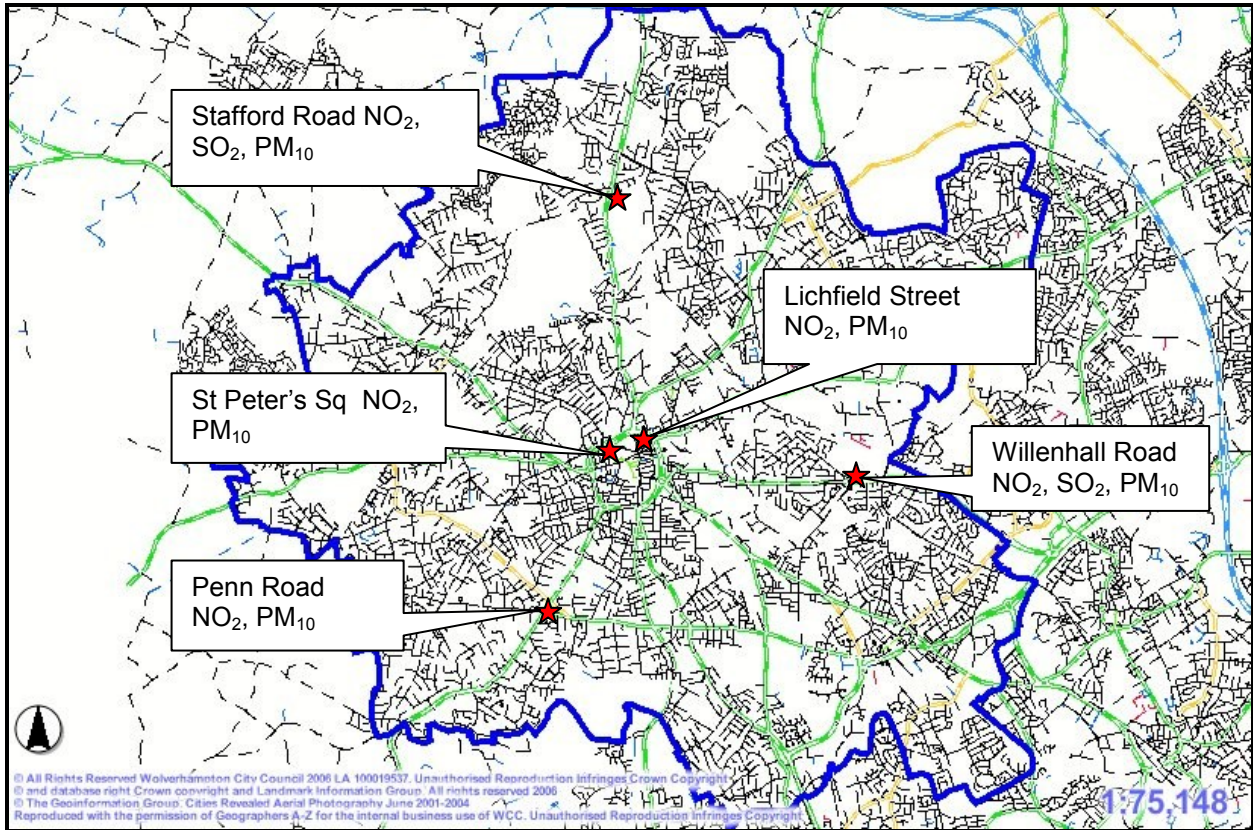 Stafford Road NO₂,
SO₂, PM₁₀
Lichfield Street
NO₂, PM₁₀
St Peter's Sq NO₂,
PM₁₀
Willenhall Road
NO₂, SO₂, PM₁₀
Penn Road
NO₂, PM₁₀
© All Rights Reserved Wolverhampton City Council 2006 LA 100019537. Unauthorised Reproduction Infringes Crown Copyright
© and database right Crown copyright and Landmark Information Group. All rights reserved 2006
© The Geoinformation Group. Cities Revealed Aerial Photography June 2001-2004
Reproduced with the permission of Geographers A-Z for the internal business use of WCC. Unauthorised Reproduction Infringes Copyright
1:75,148